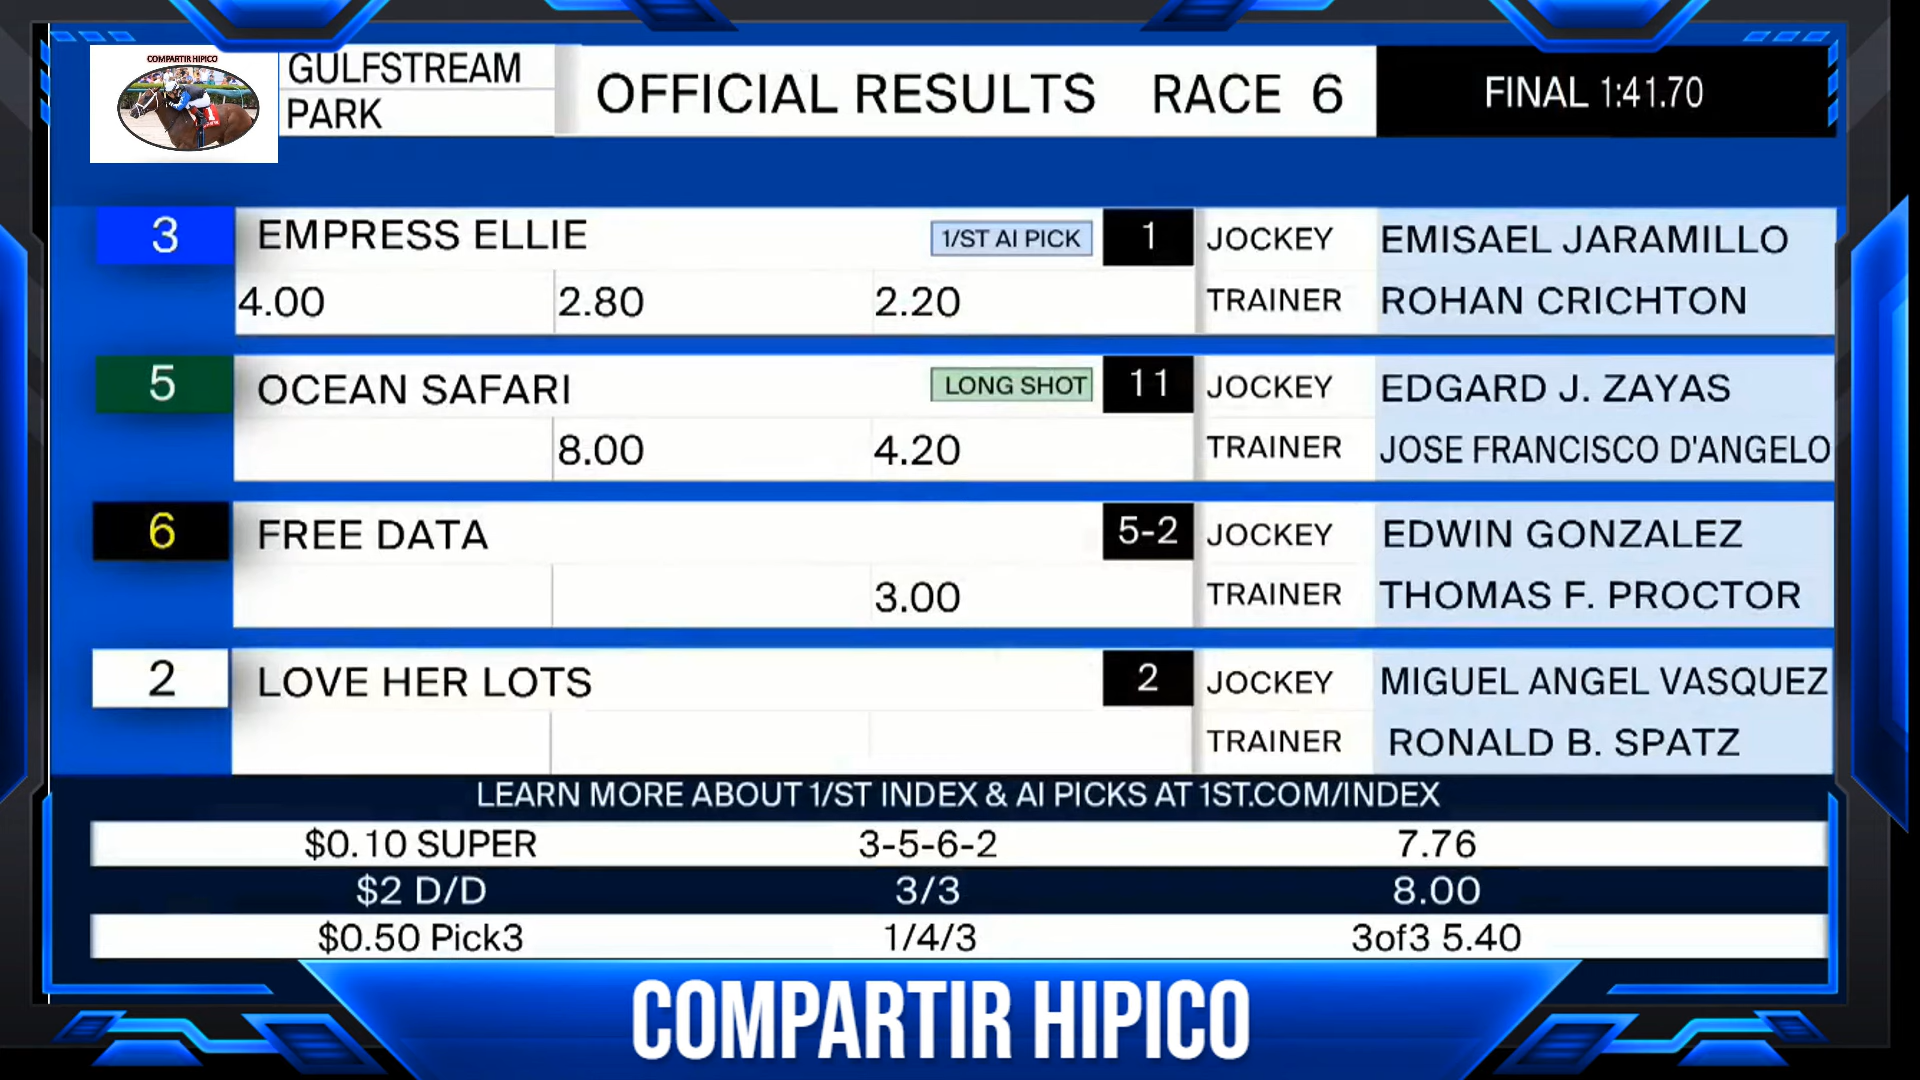 COMPARTIR HIPICO
GULFSTREAM
PARK
OFFICIAL RESULTS RACE 6
FINAL 1:41.70
3 EMPRESS ELLIE 1/ST AI PICK 1 JOCKEY EMISAEL JARAMILLO
4.00 2.80 2.20 TRAINER ROHAN CRICHTON
5 OCEAN SAFARI LONG SHOT 11 JOCKEY EDGARD J. ZAYAS
8.00 4.20 TRAINER JOSE FRANCISCO D'ANGELO
6 FREE DATA 5-2 JOCKEY EDWIN GONZALEZ
3.00 TRAINER THOMAS F. PROCTOR
2 LOVE HER LOTS 2 JOCKEY MIGUEL ANGEL VASQUEZ
TRAINER RONALD B. SPATZ
LEARN MORE ABOUT 1/ST INDEX & AI PICKS AT 1ST.COM/INDEX
$0.10 SUPER 3-5-6-2 7.76
$2 D/D 3/3 8.00
$0.50 Pick3 1/4/3 3of3 5.40
COMPARTIR HIPICO